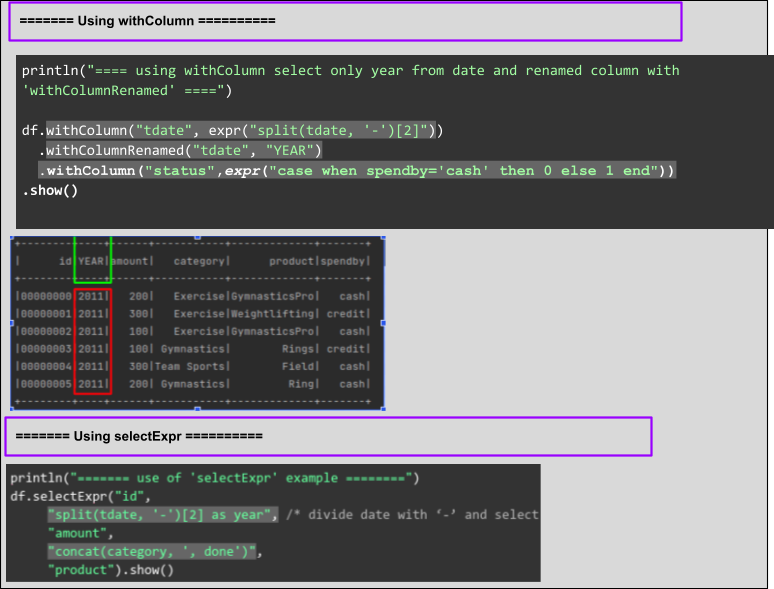 ======= Using withColumn ==========
println("==== using withColumn select only year from date and renamed column with
'withColumnRenamed' ====")
df.withColumn("tdate", expr("split(tdate, '-')[2]"))
.withColumnRenamed("tdate", "YEAR")
.withColumn("status",expr("case when spendby='cash' then 0 else 1 end"))
.show()
+--------+----+------+-----------+-------------+-------+
| id|YEAR|amount| category| product|spendby|
+--------+----+------+-----------+-------------+-------+
|00000000|2011| 200| Exercise|GymnasticsPro| cash|
|00000001|2011| 300| Exercise|Weightlifting| credit|
|00000002|2011| 100| Exercise|GymnasticsPro| cash|
|00000003|2011| 100| Gymnastics| Rings| credit|
|00000004|2011| 300|Team Sports| Field| cash|
|00000005|2011| 200| Gymnastics| Ring| cash|
+--------+----+------+-----------+-------------+-------+
======= Using selectExpr ==========
println("======= use of 'selectExpr' example ========")
df.selectExpr("id",
"split(tdate, '-')[2] as year", /* divide date with ‘-’ and select
"amount",
"concat(category, ', done')",
"product").show()